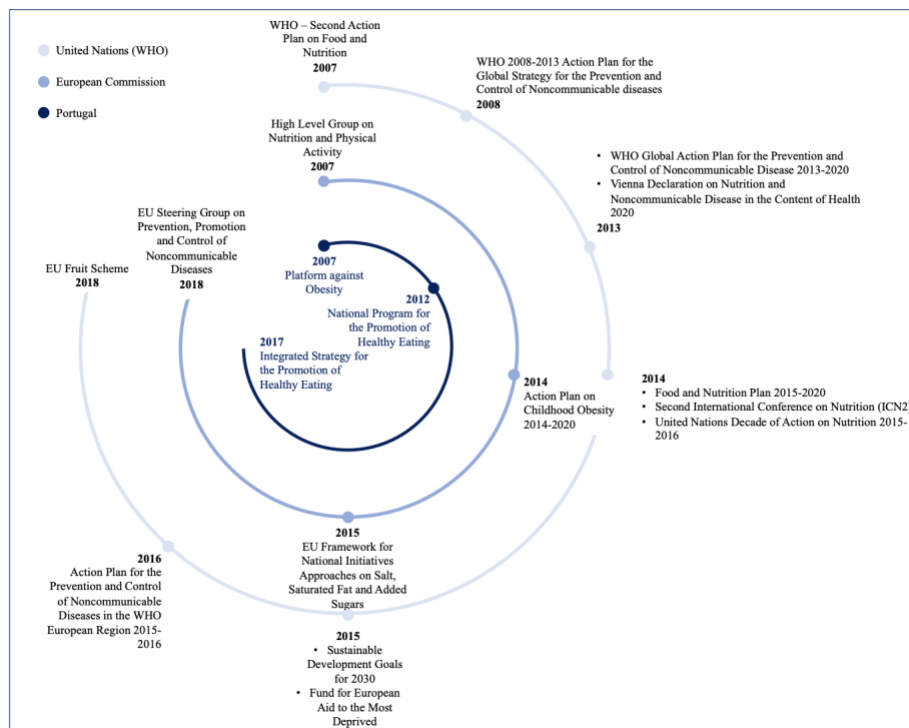 United Nations (WHO)
European Commission
Portugal
WHO – Second Action
Plan on Food and
Nutrition
2007
WHO 2008-2013 Action Plan for the
Global Strategy for the Prevention and
Control of Noncommunicable diseases
2008
High Level Group on
Nutrition and Physical
Activity
2007
• WHO Global Action Plan for the Prevention and
Control of Noncommunicable Disease 2013-2020
• Vienna Declaration on Nutrition and
Noncommunicable Disease in the Content of Health
2020
2013
EU Steering Group on
Prevention, Promotion
and Control of
Noncommunicable
Diseases
2018
EU Fruit Scheme
2018
2007
Platform against
Obesity
2012
National Program for
the Promotion of
Healthy Eating
2017
Integrated Strategy for
the Promotion of
Healthy Eating
2014
Action Plan on
Childhood Obesity
2014-2020
2014
• Food and Nutrition Plan 2015-2020
• Second International Conference on Nutrition (ICN2)
• United Nations Decade of Action on Nutrition 2015-
2016
2015
EU Framework for
National Initiatives
Approaches on Salt,
Saturated Fat and Added
Sugars
2016
Action Plan for the
Prevention and Control
of Noncommunicable
Diseases in the WHO
European Region 2015-
2016
2015
• Sustainable
Development Goals
for 2030
• Fund for European
Aid to the Most
Deprived